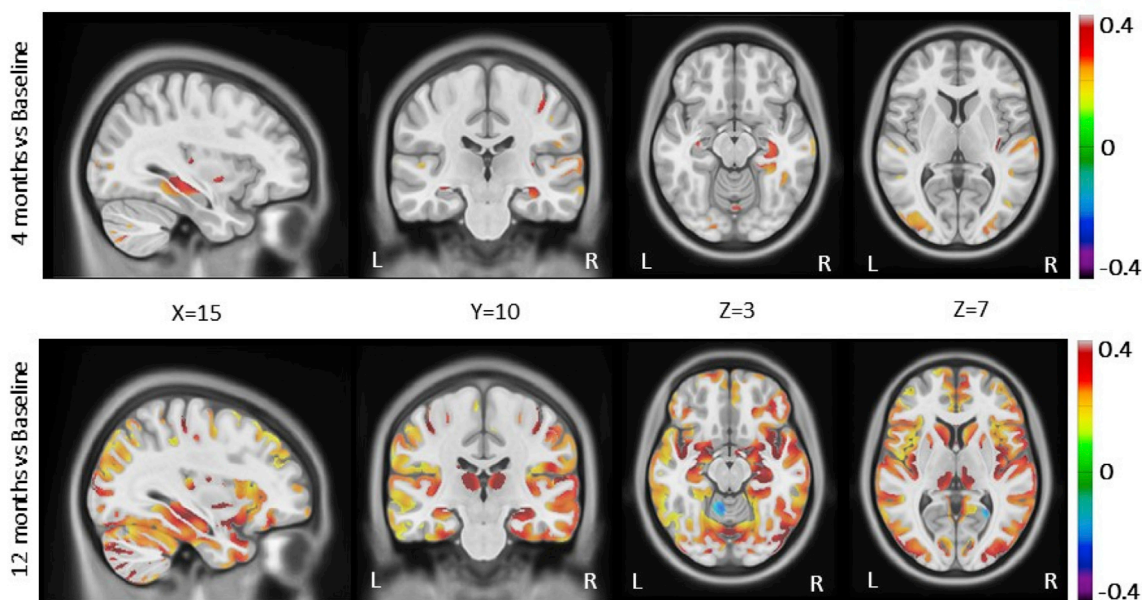 4 months vs Baseline
L
R
L
R
L
R
0.4
0
-0.4
X=15
Y=10
Z=3
Z=7
12 months vs Baseline
L
R
L
R
L
R
0.4
0
-0.4